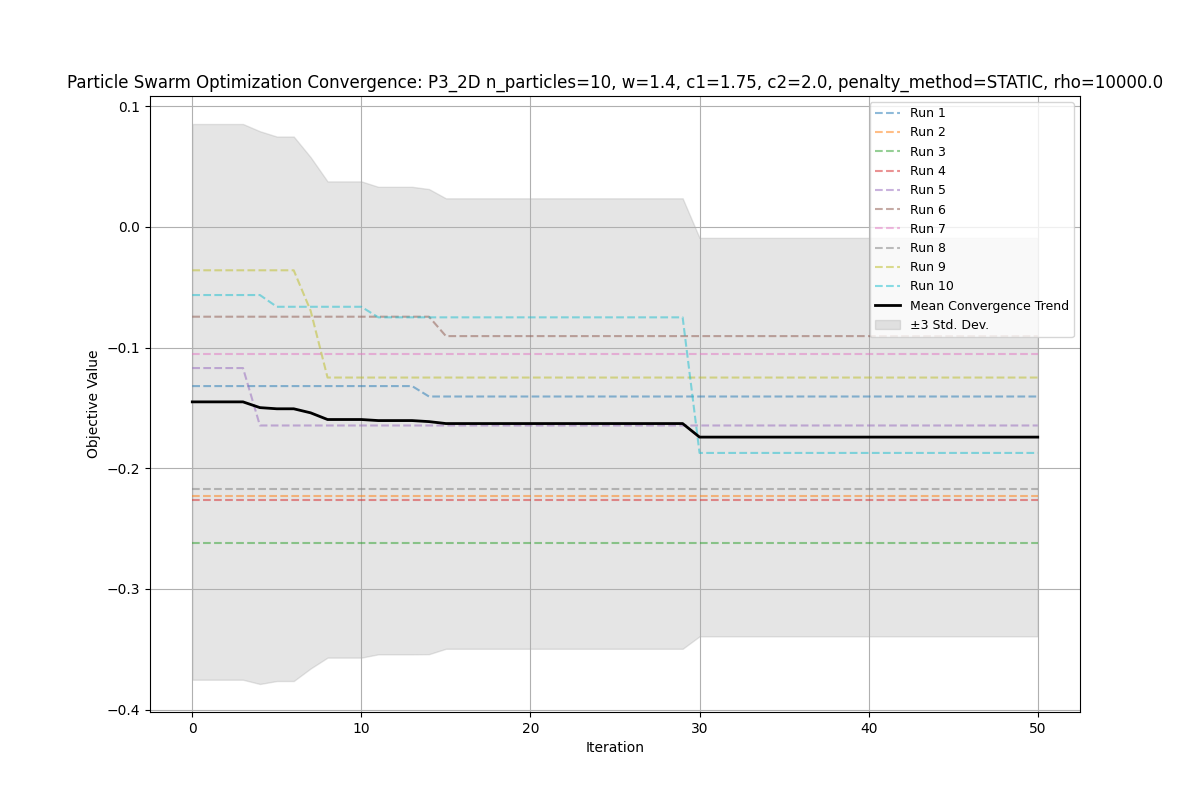 Particle Swarm Optimization Convergence: P3_2D n_particles=10, w=1.4, c1=1.75, c2=2.0, penalty_method=STATIC, rho=10000.0
0.1
0.0
−0.1
−0.2
−0.3
−0.4
Objective Value
Run 1
Run 2
Run 3
Run 4
Run 5
Run 6
Run 7
Run 8
Run 9
Run 10
Mean Convergence Trend
±3 Std. Dev.
0 10 20 30 40 50
Iteration